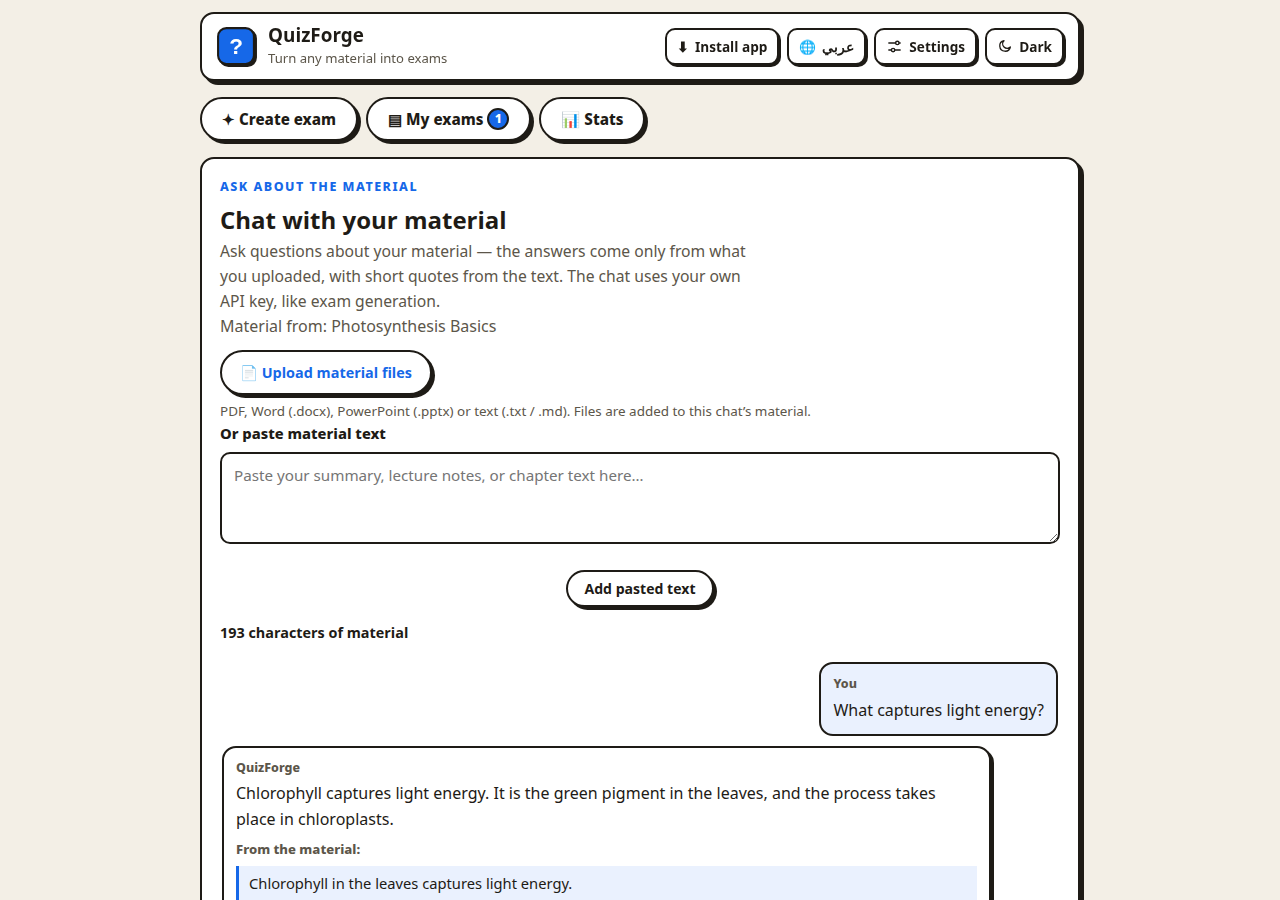 ?
QuizForge
Turn any material into exams
⬇ Install app
🌐 عربي
Settings
Dark
✦ Create exam
▤ My exams 1
📊 Stats
ASK ABOUT THE MATERIAL
Chat with your material
Ask questions about your material — the answers come only from what
you uploaded, with short quotes from the text. The chat uses your own
API key, like exam generation.
Material from: Photosynthesis Basics
📄 Upload material files
PDF, Word (.docx), PowerPoint (.pptx) or text (.txt / .md). Files are added to this chat’s material.
Or paste material text
Paste your summary, lecture notes, or chapter text here…
Add pasted text
193 characters of material
You
What captures light energy?
QuizForge
Chlorophyll captures light energy. It is the green pigment in the leaves, and the process takes
place in chloroplasts.
From the material:
Chlorophyll in the leaves captures light energy.